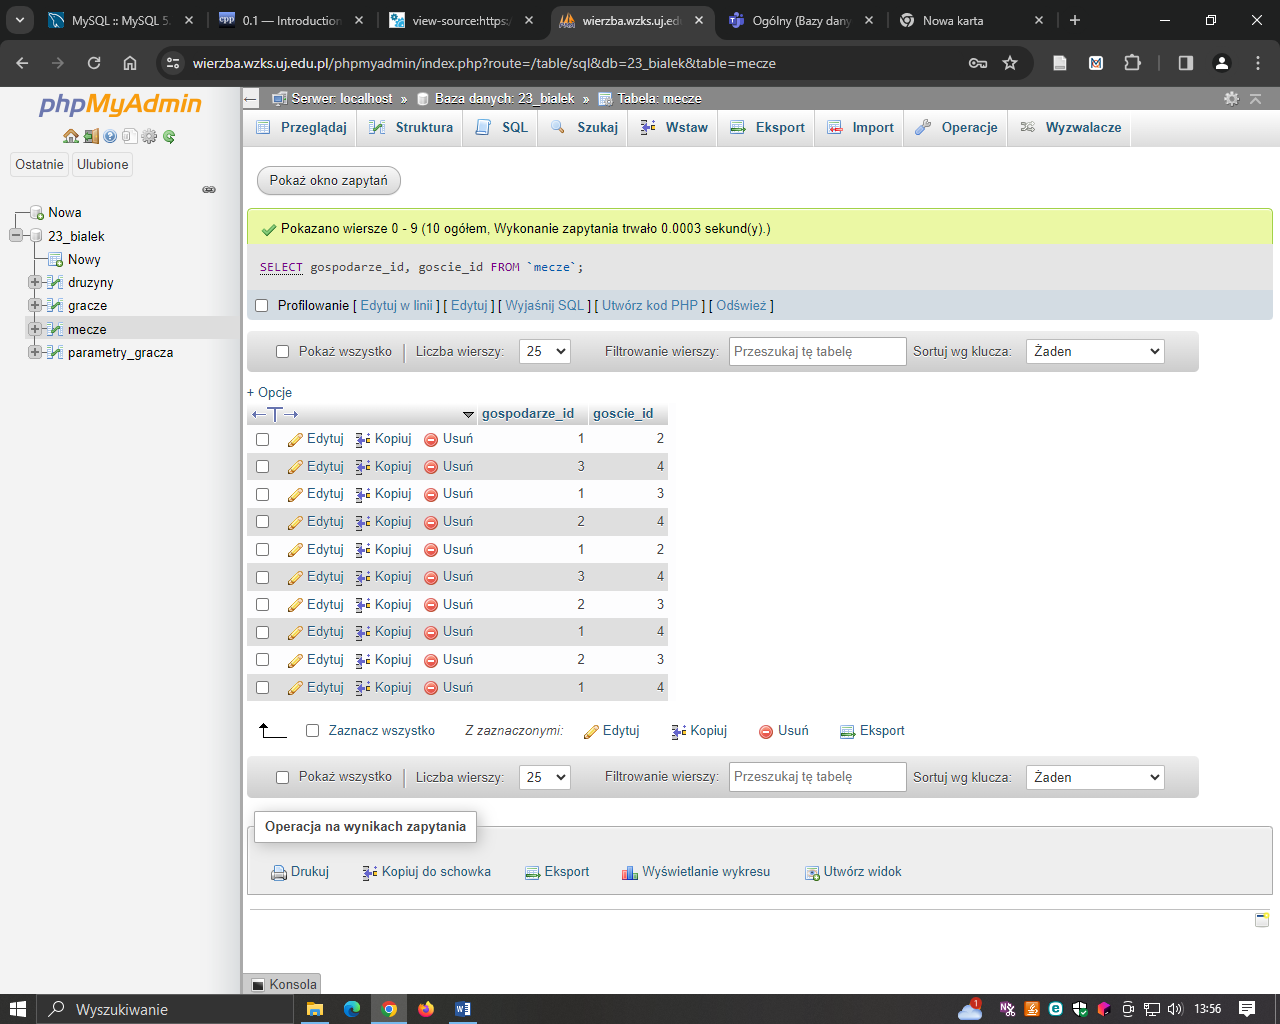 MySQL :: MySQL 5.
0.1 — Introduction
view-source:https:/
wierzba.wzks.uj.edu
Ogólny (Bazy dany
Nowa karta
wierzba.wzks.uj.edu.pl/phpmyadmin/index.php?route=/table/sql&db=23_bialek&table=mecze
phpMyAdmin
Ostatnie Ulubione
Nowa
23_bialek
Nowy
druzyny
gracze
mecze
parametry_gracza
Serwer: localhost » Baza danych: 23_bialek » Tabela: mecze
Przeglądaj Struktura SQL Szukaj Wstaw Eksport Import Operacje Wyzwalacze
Pokaż okno zapytań
Pokazano wiersze 0 - 9 (10 ogółem, Wykonanie zapytania trwało 0.0003 sekund(y).)
SELECT gospodarze_id, goscie_id FROM `mecze`;
Profilowanie [ Edytuj w linii ] [ Edytuj ] [ Wyjaśnij SQL ] [ Utwórz kod PHP ] [ Odśwież ]
Pokaż wszystko Liczba wierszy: 25 Filtrowanie wierszy: Przeszukaj tę tabelę Sortuj wg klucza: Żaden
+ Opcje
←T→ gospodarze_id goscie_id
Edytuj Kopiuj Usuń 1 2
Edytuj Kopiuj Usuń 3 4
Edytuj Kopiuj Usuń 1 3
Edytuj Kopiuj Usuń 2 4
Edytuj Kopiuj Usuń 1 2
Edytuj Kopiuj Usuń 3 4
Edytuj Kopiuj Usuń 2 3
Edytuj Kopiuj Usuń 1 4
Edytuj Kopiuj Usuń 2 3
Edytuj Kopiuj Usuń 1 4
Zaznacz wszystko Z zaznaczonymi: Edytuj Kopiuj Usuń Eksport
Pokaż wszystko Liczba wierszy: 25 Filtrowanie wierszy: Przeszukaj tę tabelę Sortuj wg klucza: Żaden
Operacja na wynikach zapytania
Drukuj Kopiuj do schowka Eksport Wyświetlanie wykresu Utwórz widok
Konsola
Wyszukiwanie
1
13:56